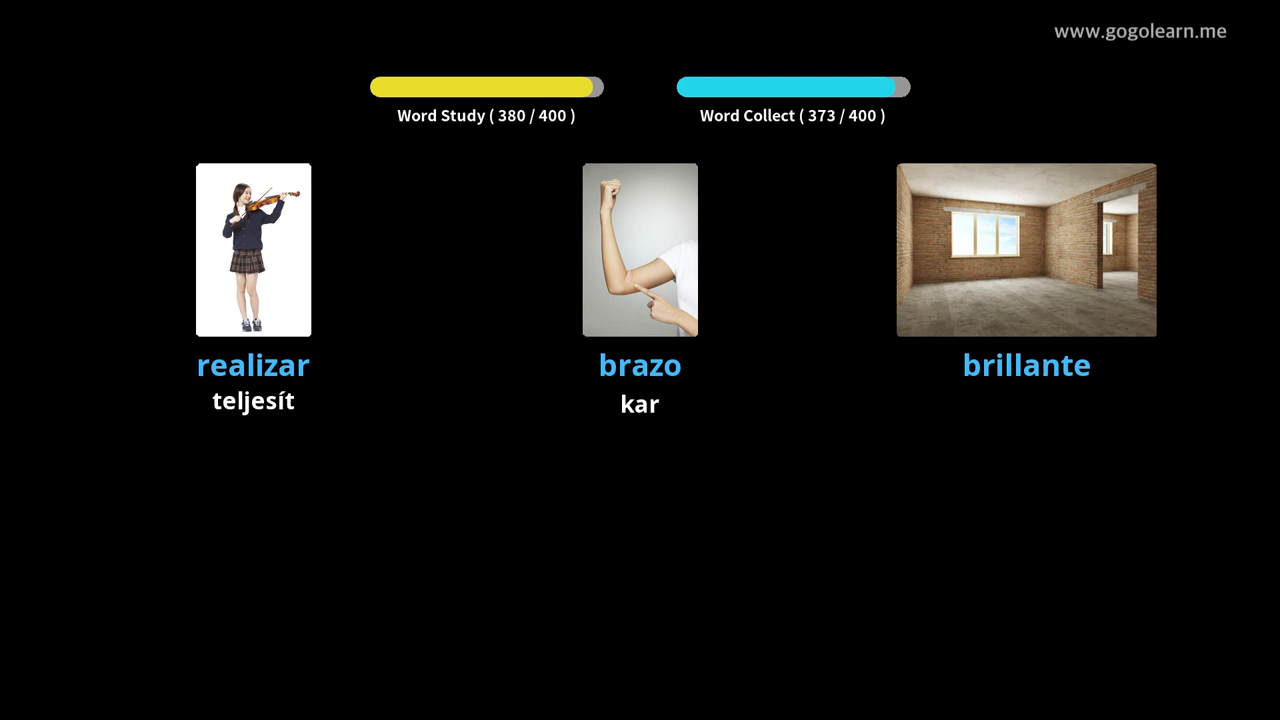 www.gogolearn.me
Word Study ( 380 / 400 )
Word Collect ( 373 / 400 )
realizar
teljesít
brazo
kar
brillante